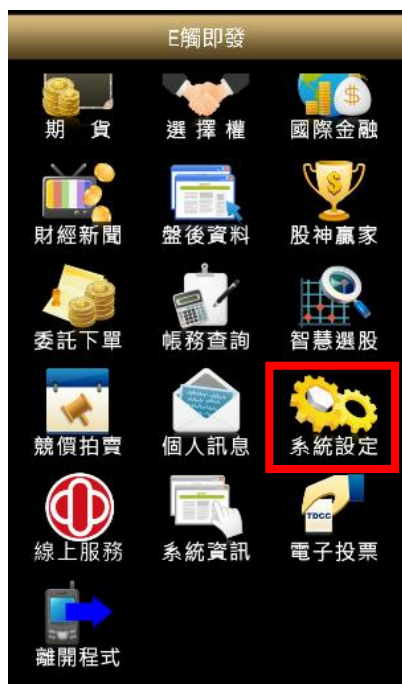 E觸即發
期 貨 選擇權 國際金融
$
財經新聞 盤後資料 股神贏家
$
委託下單 帳務查詢 智慧選股
競價拍賣 個人訊息 系統設定
TDCC
線上服務 系統資訊 電子投票
離開程式